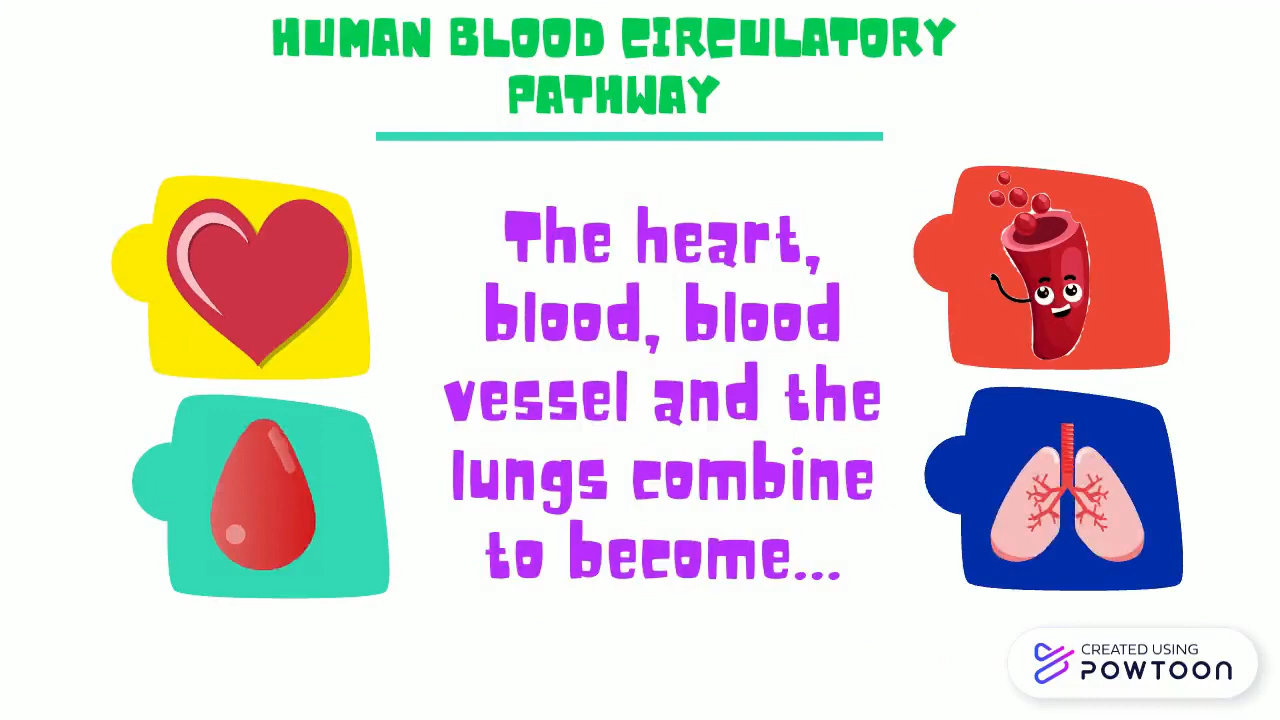 HUMAN BLOOD CIRCULATORY
PATHWAY
The heart,
blood, blood
vessel and the
lungs combine
to become...
CREATED USING
POWTOON